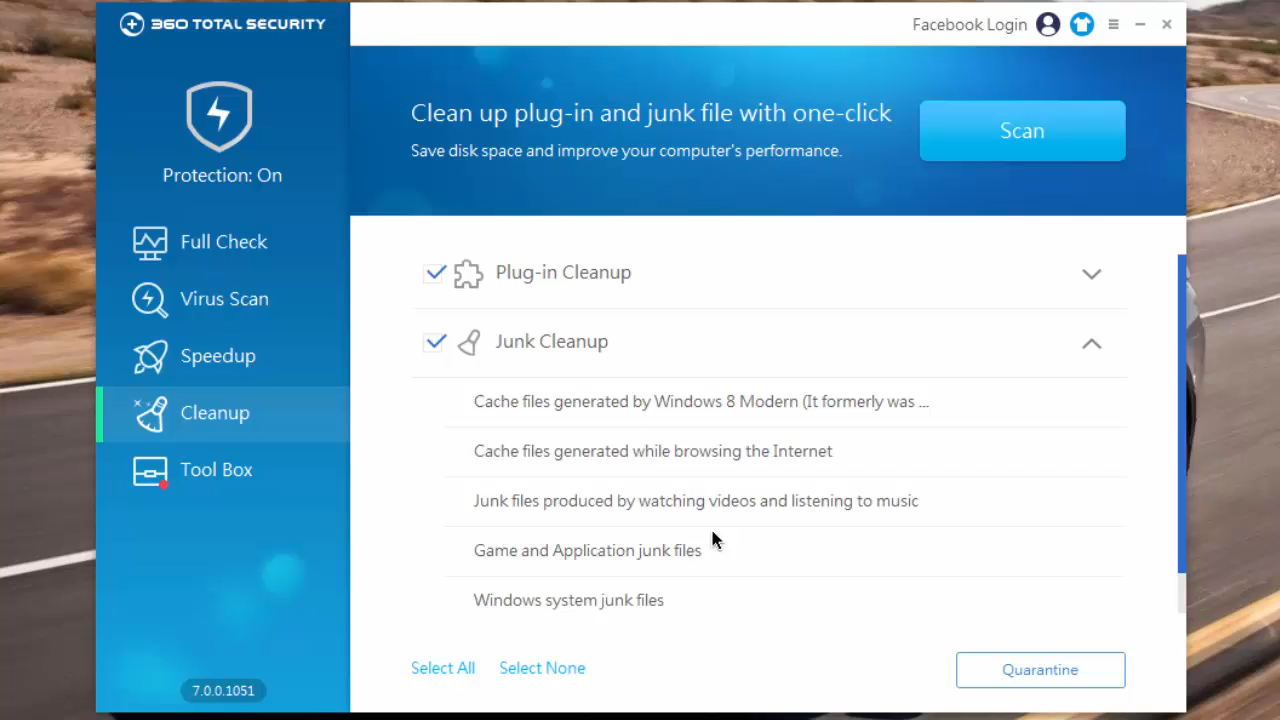 360 TOTAL SECURITY
Facebook Login
Protection: On
Full Check
Virus Scan
Speedup
Cleanup
Tool Box
7.0.0.1051
Clean up plug-in and junk file with one-click
Save disk space and improve your computer's performance.
Scan
Plug-in Cleanup
Junk Cleanup
Cache files generated by Windows 8 Modern (It formerly was ...
Cache files generated while browsing the Internet
Junk files produced by watching videos and listening to music
Game and Application junk files
Windows system junk files
Select All Select None
Quarantine